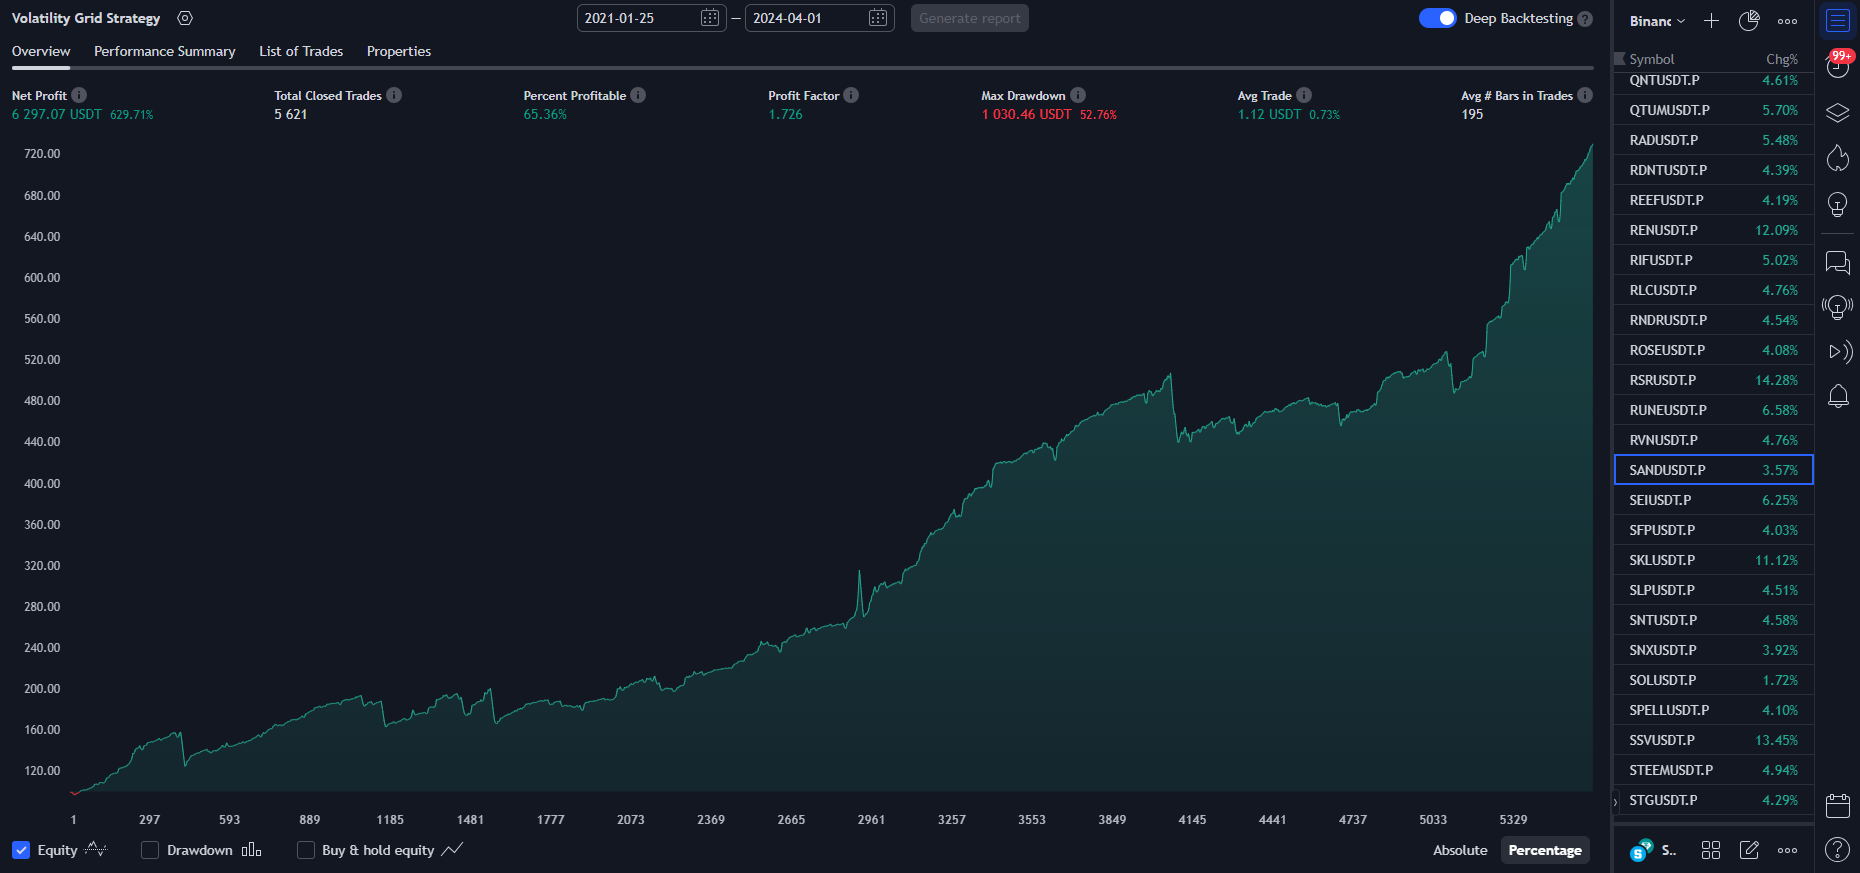 Volatility Grid Strategy
2021-01-25 — 2024-04-01 Generate report
Deep Backtesting ?
Overview Performance Summary List of Trades Properties
Net Profit
6 297.07 USDT 629.71%
Total Closed Trades
5 621
Percent Profitable
65.36%
Profit Factor
1.726
Max Drawdown
1 030.46 USDT 52.76%
Avg Trade
1.12 USDT 0.73%
Avg # Bars in Trades
195
720.00
680.00
640.00
600.00
560.00
520.00
480.00
440.00
400.00
360.00
320.00
280.00
240.00
200.00
160.00
120.00
1 297 593 889 1185 1481 1777 2073 2369 2665 2961 3257 3553 3849 4145 4441 4737 5033 5329
Equity Drawdown Buy & hold equity
Absolute Percentage
Binanc
Symbol Chg%
QNTUSDT.P 4.61%
QTUMUSDT.P 5.70%
RADUSDT.P 5.48%
RDNTUSDT.P 4.39%
REEFUSDT.P 4.19%
RENUSDT.P 12.09%
RIFUSDT.P 5.02%
RLCUSDT.P 4.76%
RNDRUSDT.P 4.54%
ROSEUSDT.P 4.08%
RSRUSDT.P 14.28%
RUNEUSDT.P 6.58%
RVNUSDT.P 4.76%
SANDUSDT.P 3.57%
SEIUSDT.P 6.25%
SFPUSDT.P 4.03%
SKLUSDT.P 11.12%
SLPUSDT.P 4.51%
SNTUSDT.P 4.58%
SNXUSDT.P 3.92%
SOLUSDT.P 1.72%
SPELLUSDT.P 4.10%
SSVUSDT.P 13.45%
STEEMUSDT.P 4.94%
STGUSDT.P 4.29%
S..
99+